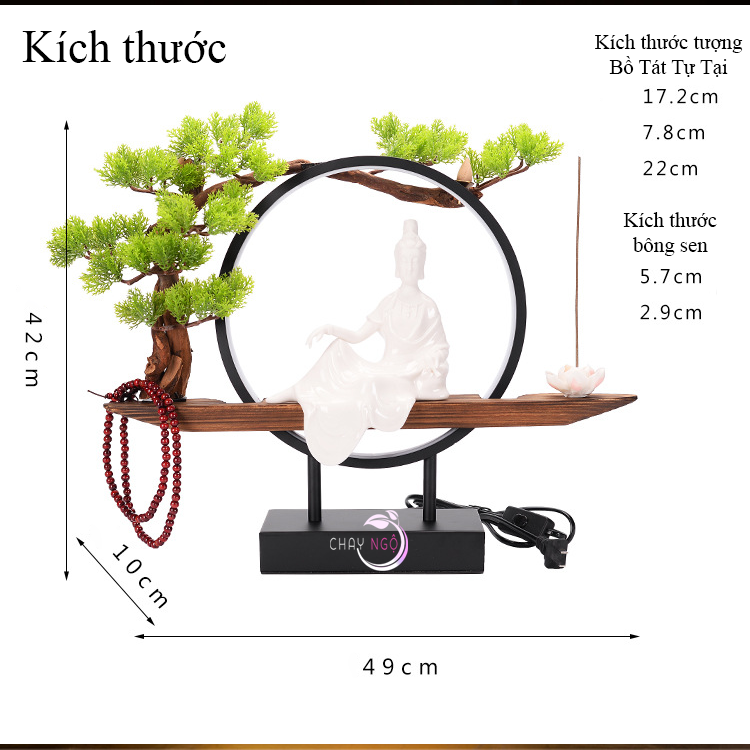 Kích thước
Kích thước tượng
Bồ Tát Tự Tại
17.2cm
7.8cm
22cm
Kích thước
bông sen
5.7cm
2.9cm
42cm
CHAY NGỘ
10cm
49cm